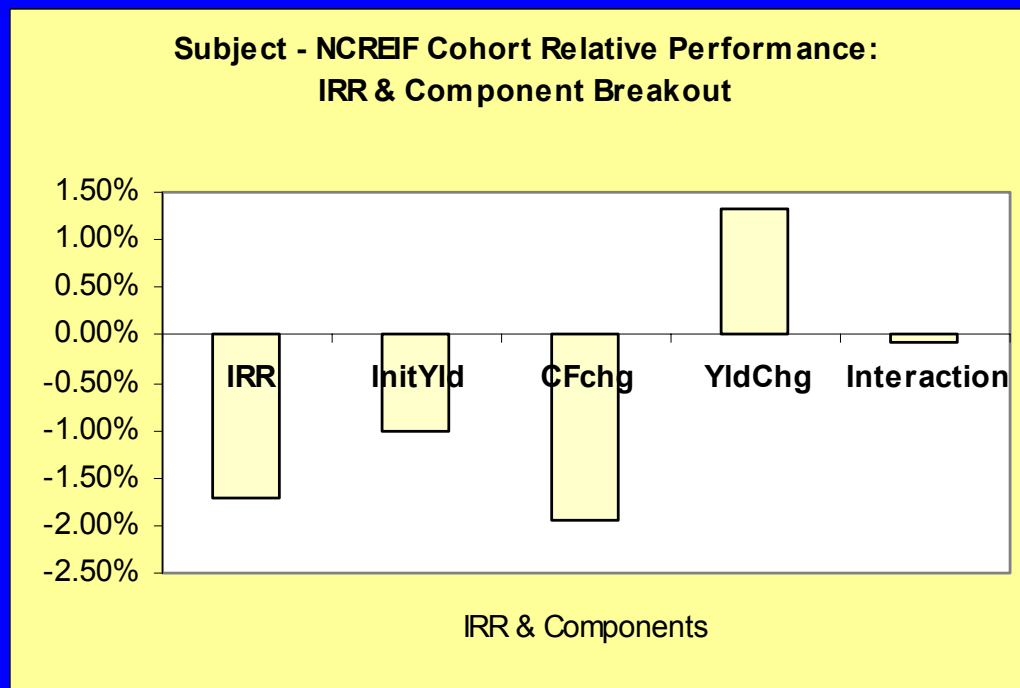 Subject - NCREIF Cohort Relative Performance:
IRR & Component Breakout
1.50%
1.00%
0.50%
0.00%
-0.50%
-1.00%
-1.50%
-2.00%
-2.50%
IRR InitYld CFchg YldChg Interaction
IRR & Components